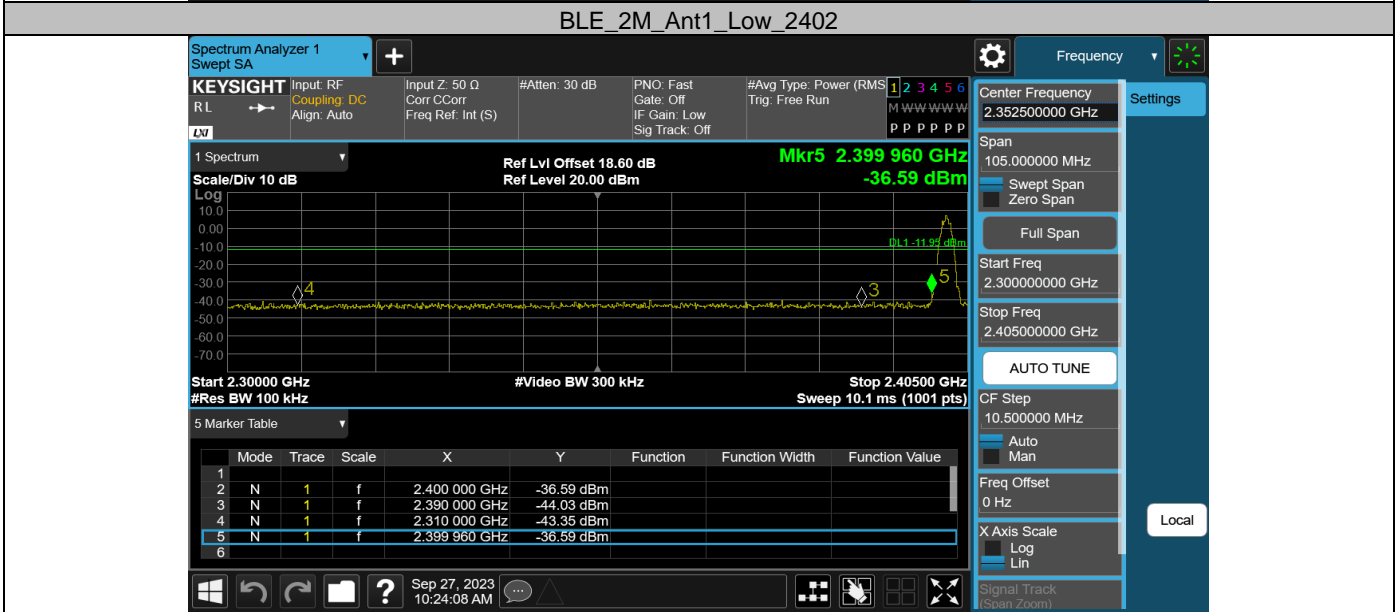 BLE_2M_Ant1_Low_2402
Spectrum Analyzer 1
Swept SA
+
Frequency
KEYSIGHT
RL
LXI
Input: RF
Coupling: DC
Align: Auto
Input Z: 50 Ω
Corr CCorr
Freq Ref: Int (S)
#Atten: 30 dB
PNO: Fast
Gate: Off
IF Gain: Low
Sig Track: Off
#Avg Type: Power (RMS
Trig: Free Run
1 2 3 4 5 6
M W W W W W
P P P P P P
1 Spectrum
Scale/Div 10 dB
Ref Lvl Offset 18.60 dB
Ref Level 20.00 dBm
Mkr5 2.399 960 GHz
-36.59 dBm
Log
10.0
0.00
-10.0
-20.0
-30.0
-40.0
-50.0
-60.0
-70.0
DL1 -11.95 dBm
4
3
5
Start 2.30000 GHz
#Video BW 300 kHz
Stop 2.40500 GHz
#Res BW 100 kHz
Sweep 10.1 ms (1001 pts)
5 Marker Table
Mode Trace Scale X Y Function Function Width Function Value
1
2 N 1 f 2.400 000 GHz -36.59 dBm
3 N 1 f 2.390 000 GHz -44.03 dBm
4 N 1 f 2.310 000 GHz -43.35 dBm
5 N 1 f 2.399 960 GHz -36.59 dBm
6
Center Frequency
2.352500000 GHz
Settings
Span
105.000000 MHz
Swept Span
Zero Span
Full Span
Start Freq
2.300000000 GHz
Stop Freq
2.405000000 GHz
AUTO TUNE
CF Step
10.500000 MHz
Auto
Man
Freq Offset
0 Hz
Local
X Axis Scale
Log
Lin
Signal Track
(Span Zoom)
?
Sep 27, 2023
10:24:08 AM